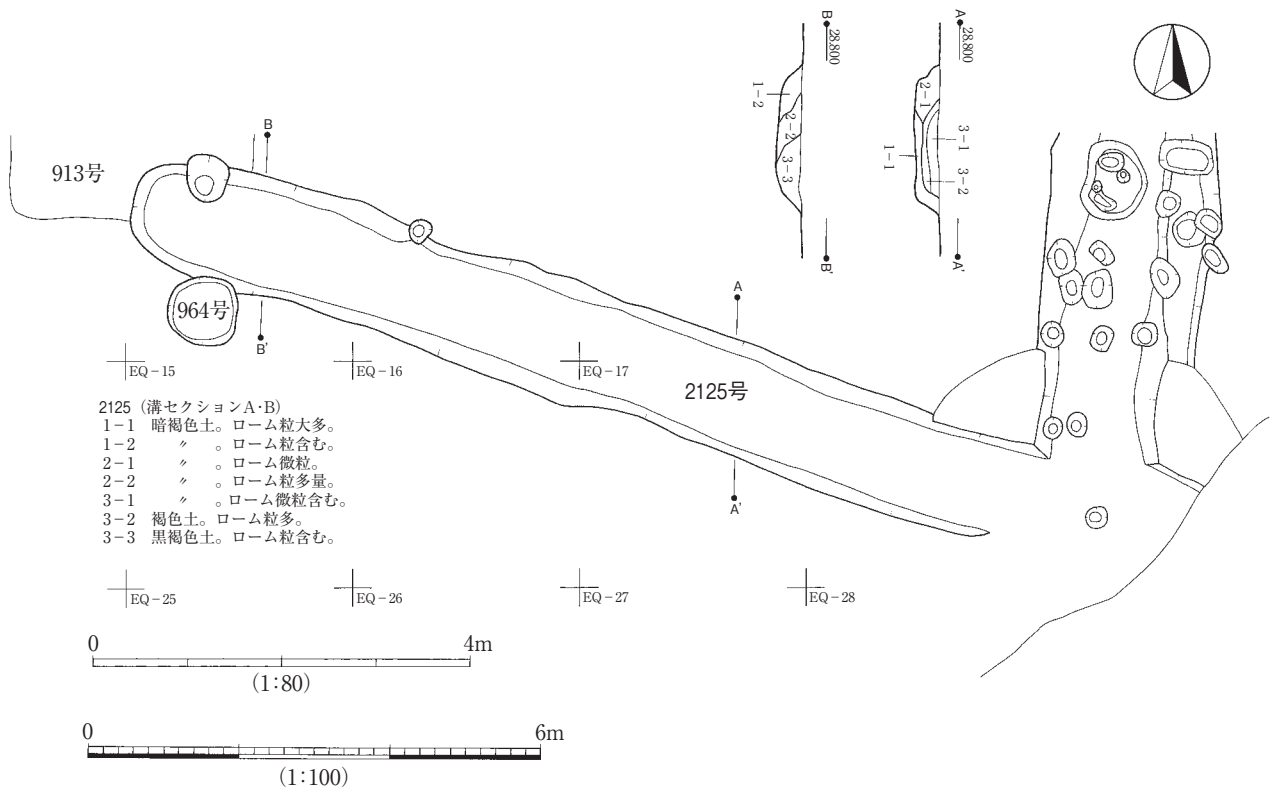 B
28.800
A
28.800
1-2
2-2
3-3
2-1
3-1
1-1
3-2
B'
A'
913号
B
964号
B'
A
2125号
A'
EQ-15
EQ-16
EQ-17
2125（溝セクションA・B）
1-1　暗褐色土。ローム粒大多。
1-2　〃　。ローム粒含む。
2-1　〃　。ローム微粒。
2-2　〃　。ローム粒多量。
3-1　〃　。ローム微粒含む。
3-2　褐色土。ローム粒多。
3-3　黒褐色土。ローム粒含む。
EQ-25
EQ-26
EQ-27
EQ-28
0 4m
(1:80)
0 6m
(1:100)